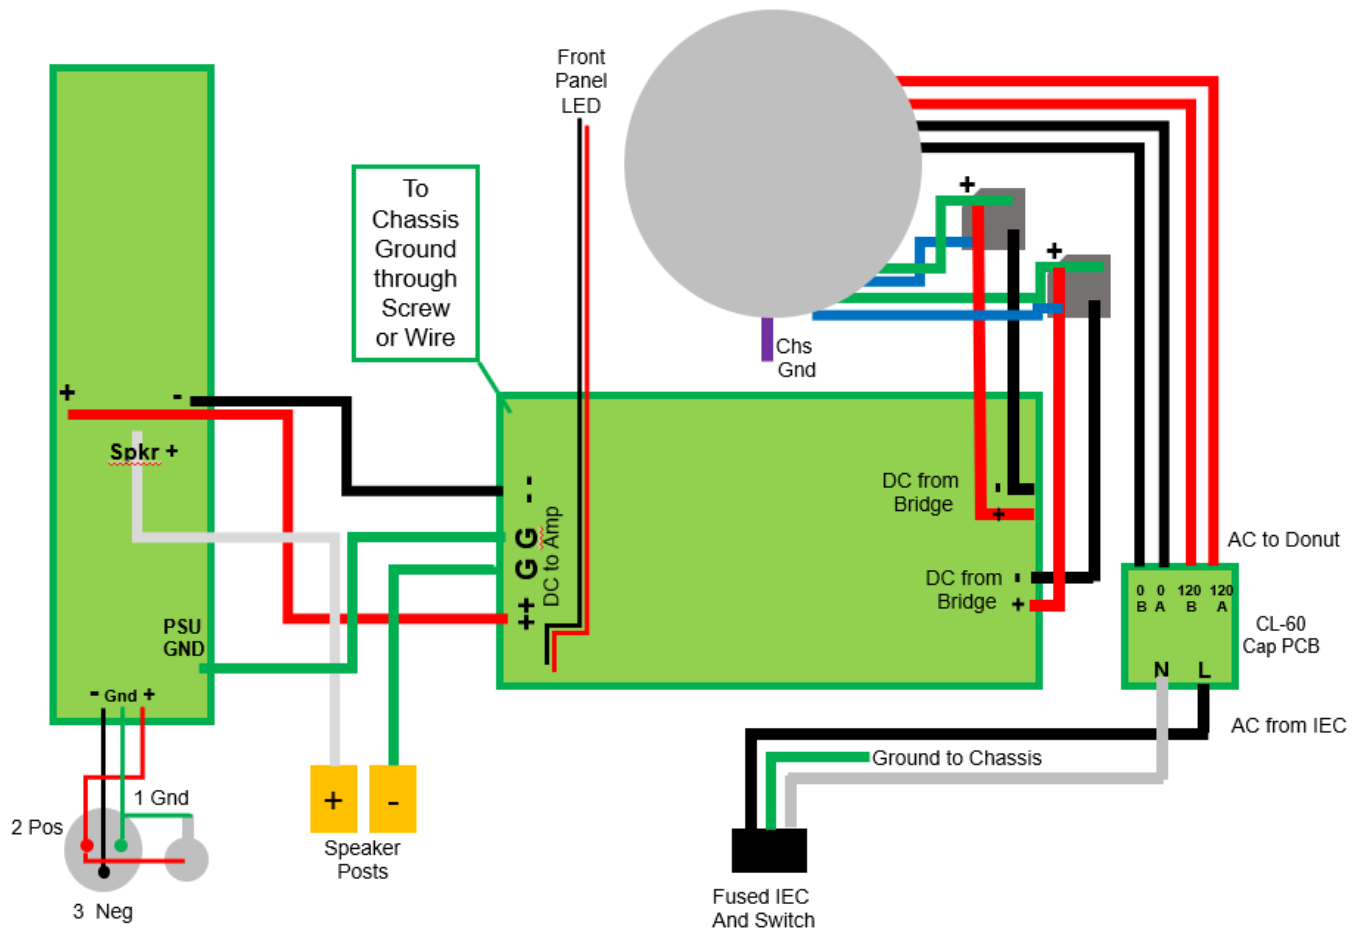 Front
Panel
LED
To
Chassis
Ground
through
Screw
or Wire
+
+
Chs
Gnd
+ -
Spkr +
PSU
GND
- Gnd +
1 Gnd
2 Pos
3 Neg
+ -
Speaker
Posts
- -
G G
+ +
DC to Amp
DC from
Bridge
-
+
DC from
Bridge
-
+
AC to Donut
0 0 120 120
B A B A
CL-60
Cap PCB
N L
AC from IEC
Ground to Chassis
Fused IEC
And Switch